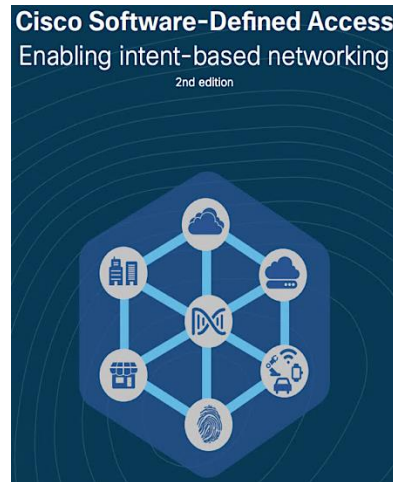 Cisco Software-Defined Access
Enabling intent-based networking
2nd edition